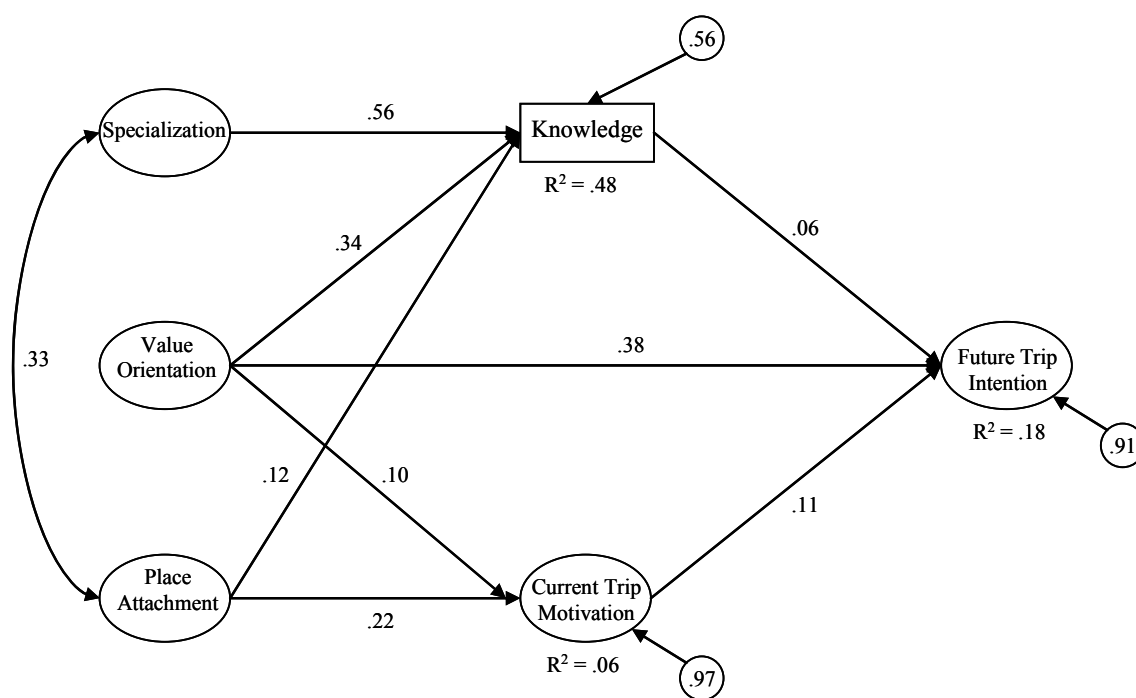 .56
Specialization
.56
Knowledge
R² = .48
.34
.06
.33
Value
Orientation
.38
Future Trip
Intention
R² = .18
.91
.12
.10
.11
Place
Attachment
.22
Current Trip
Motivation
R² = .06
.97